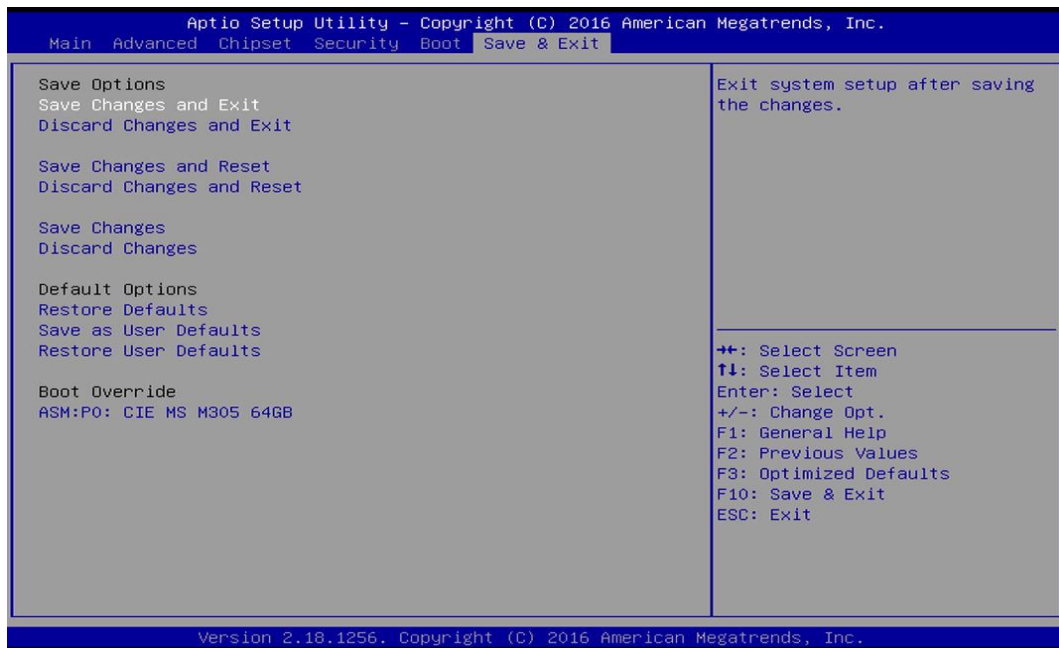 Aptio Setup Utility – Copyright (C) 2016 American Megatrends, Inc.
Main Advanced Chipset Security Boot Save & Exit
Save Options
Save Changes and Exit
Discard Changes and Exit
Save Changes and Reset
Discard Changes and Reset
Save Changes
Discard Changes
Default Options
Restore Defaults
Save as User Defaults
Restore User Defaults
Boot Override
ASM:PO: CIE MS M305 64GB
Exit system setup after saving
the changes.
→←: Select Screen
↑↓: Select Item
Enter: Select
+/-: Change Opt.
F1: General Help
F2: Previous Values
F3: Optimized Defaults
F10: Save & Exit
ESC: Exit
Version 2.18.1256. Copyright (C) 2016 American Megatrends, Inc.